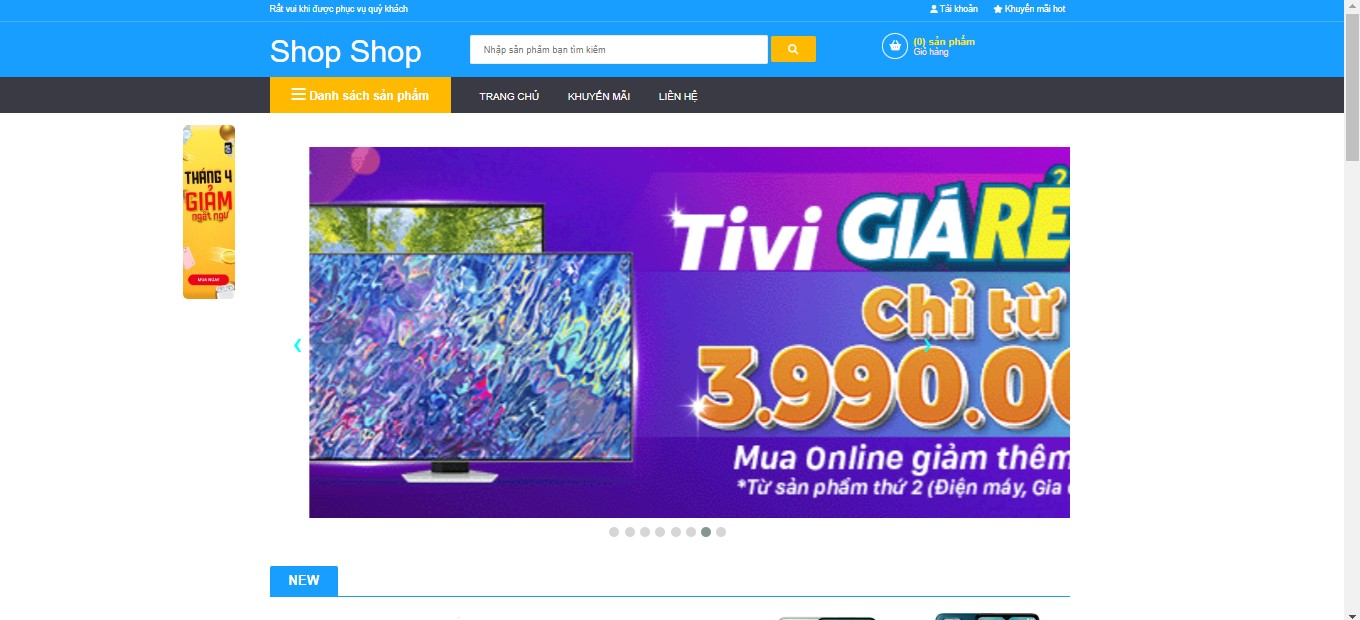 Rất vui khi được phục vụ quý khách
Tài khoản
Khuyến mãi hot
Shop Shop
Nhập sản phẩm bạn tìm kiếm
(0) sản phẩm
Giỏ hàng
Danh sách sản phẩm
TRANG CHỦ
KHUYẾN MÃI
LIÊN HỆ
THÁNG 4
GIẢM
ngất ngư
MUA NGAY
Tivi GIÁ RẺ
Chỉ từ
3.990.00
Mua Online giảm thêm
*Từ sản phẩm thứ 2 (Điện máy, Gia
NEW